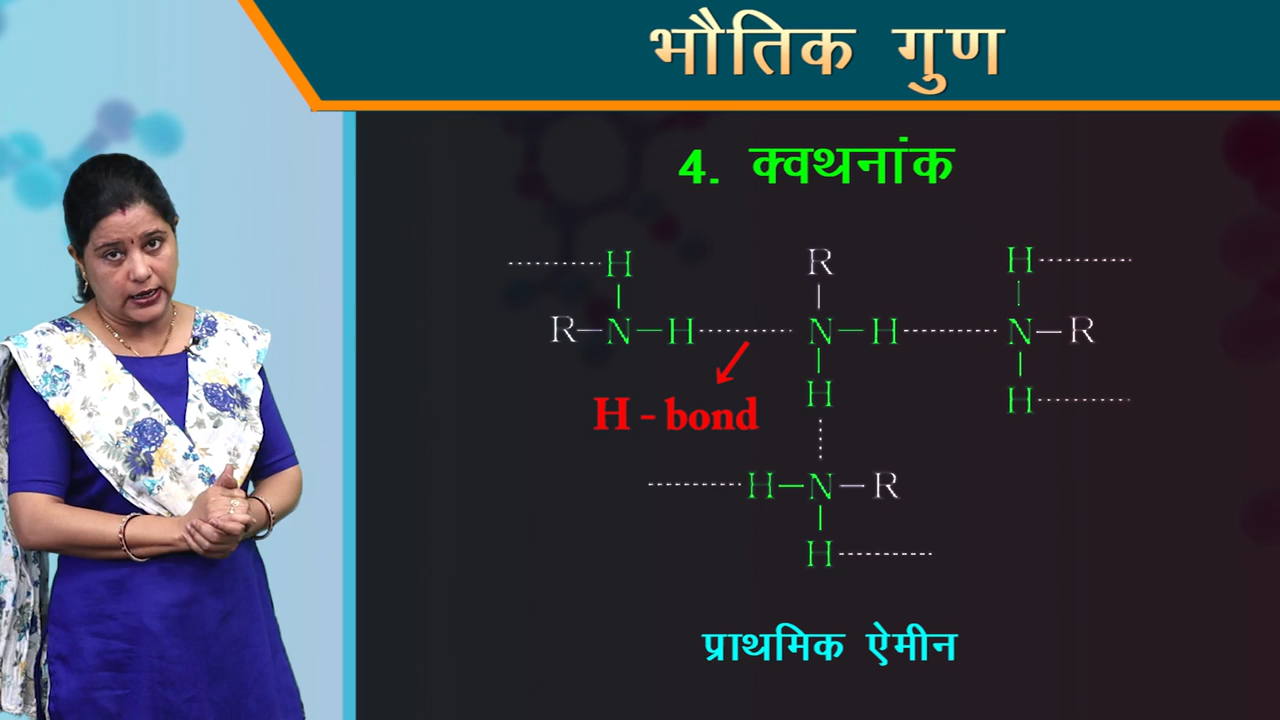 भौतिक गुण
4. क्वथनांक
H R H
R N H N H N R
H - bond H H
H N R
H
प्राथमिक ऐमीन